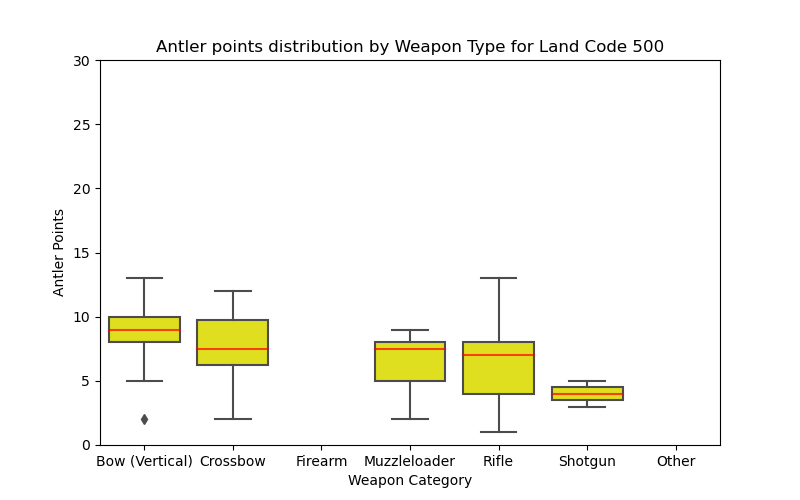 Antler points distribution by Weapon Type for Land Code 500
30
25
20
15
10
5
0
Antler Points
Bow (Vertical) Crossbow Firearm Muzzleloader Rifle Shotgun Other
Weapon Category